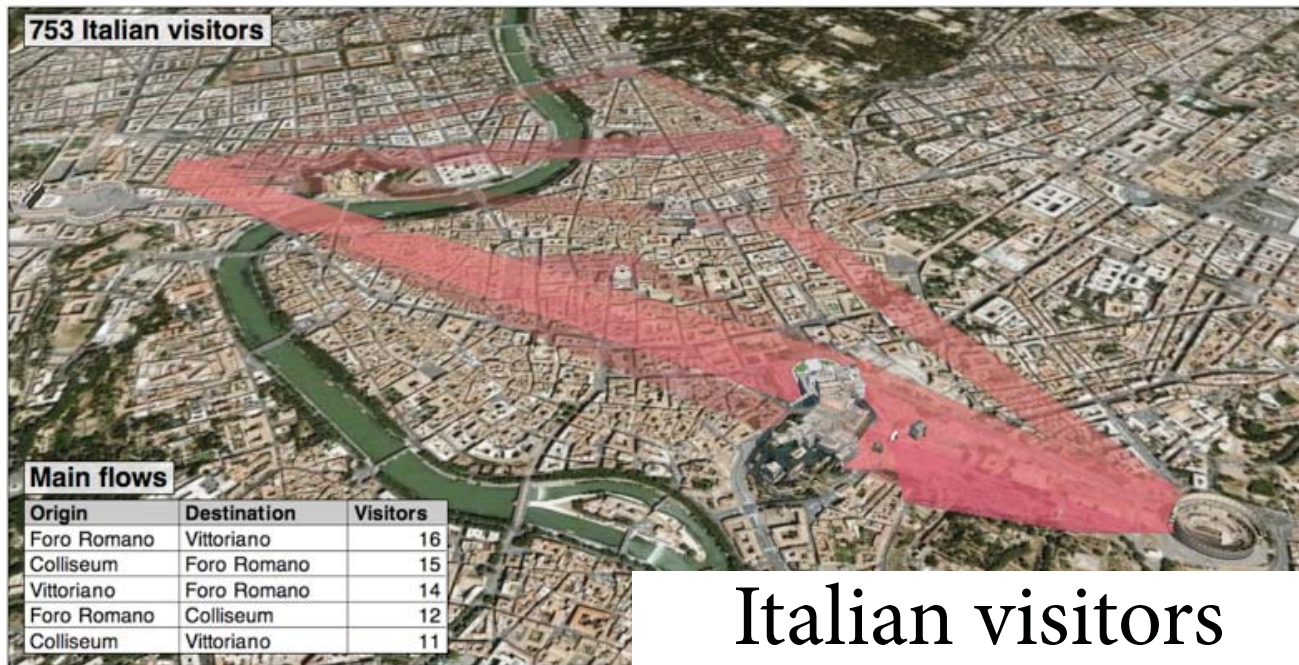 753 Italian visitors
Main flows
Origin Destination Visitors
Foro Romano Vittoriano 16
Colliseum Foro Romano 15
Vittoriano Foro Romano 14
Foro Romano Colliseum 12
Colliseum Vittoriano 11
Italian visitors